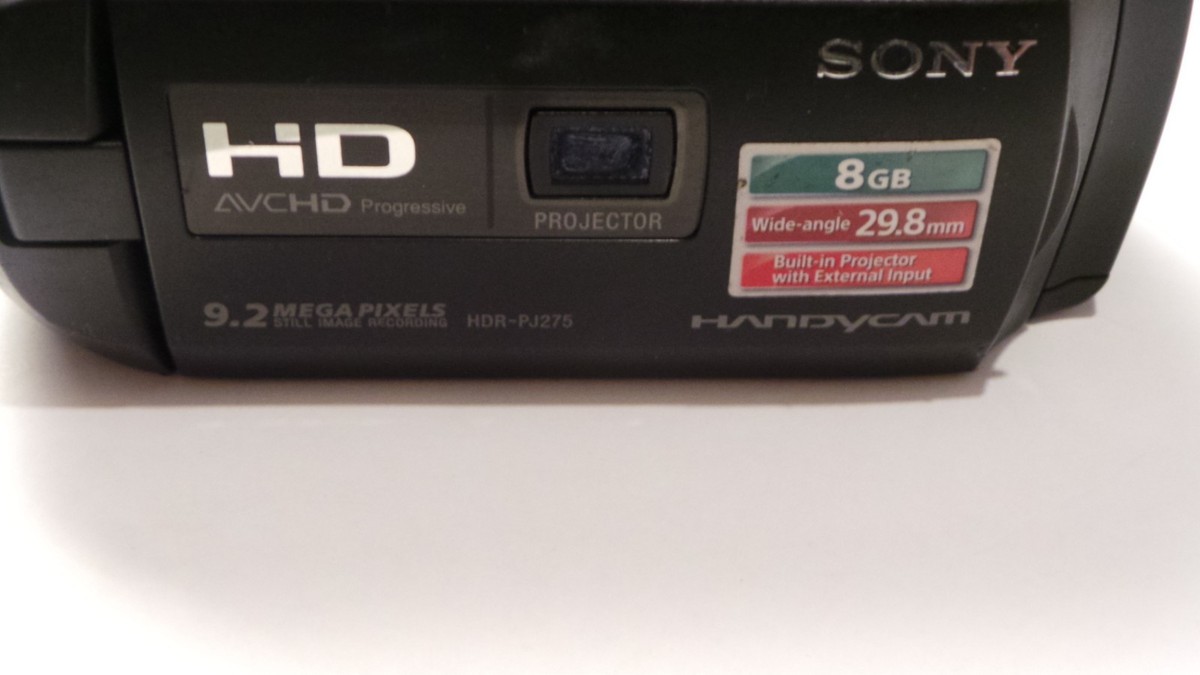 SONY
HD
AVCHD Progressive
PROJECTOR
8GB
Wide-angle 29.8mm
Built-in Projector
with External Input
9.2 MEGA PIXELS
STILL IMAGE RECORDING
HDR-PJ275
HANDYCAM